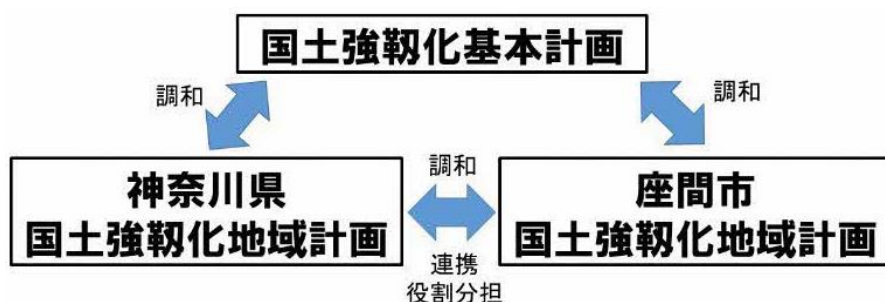 国土強靱化基本計画
調和
調和
神奈川県
国土強靱化地域計画
調和
連携
役割分担
座間市
国土強靱化地域計画